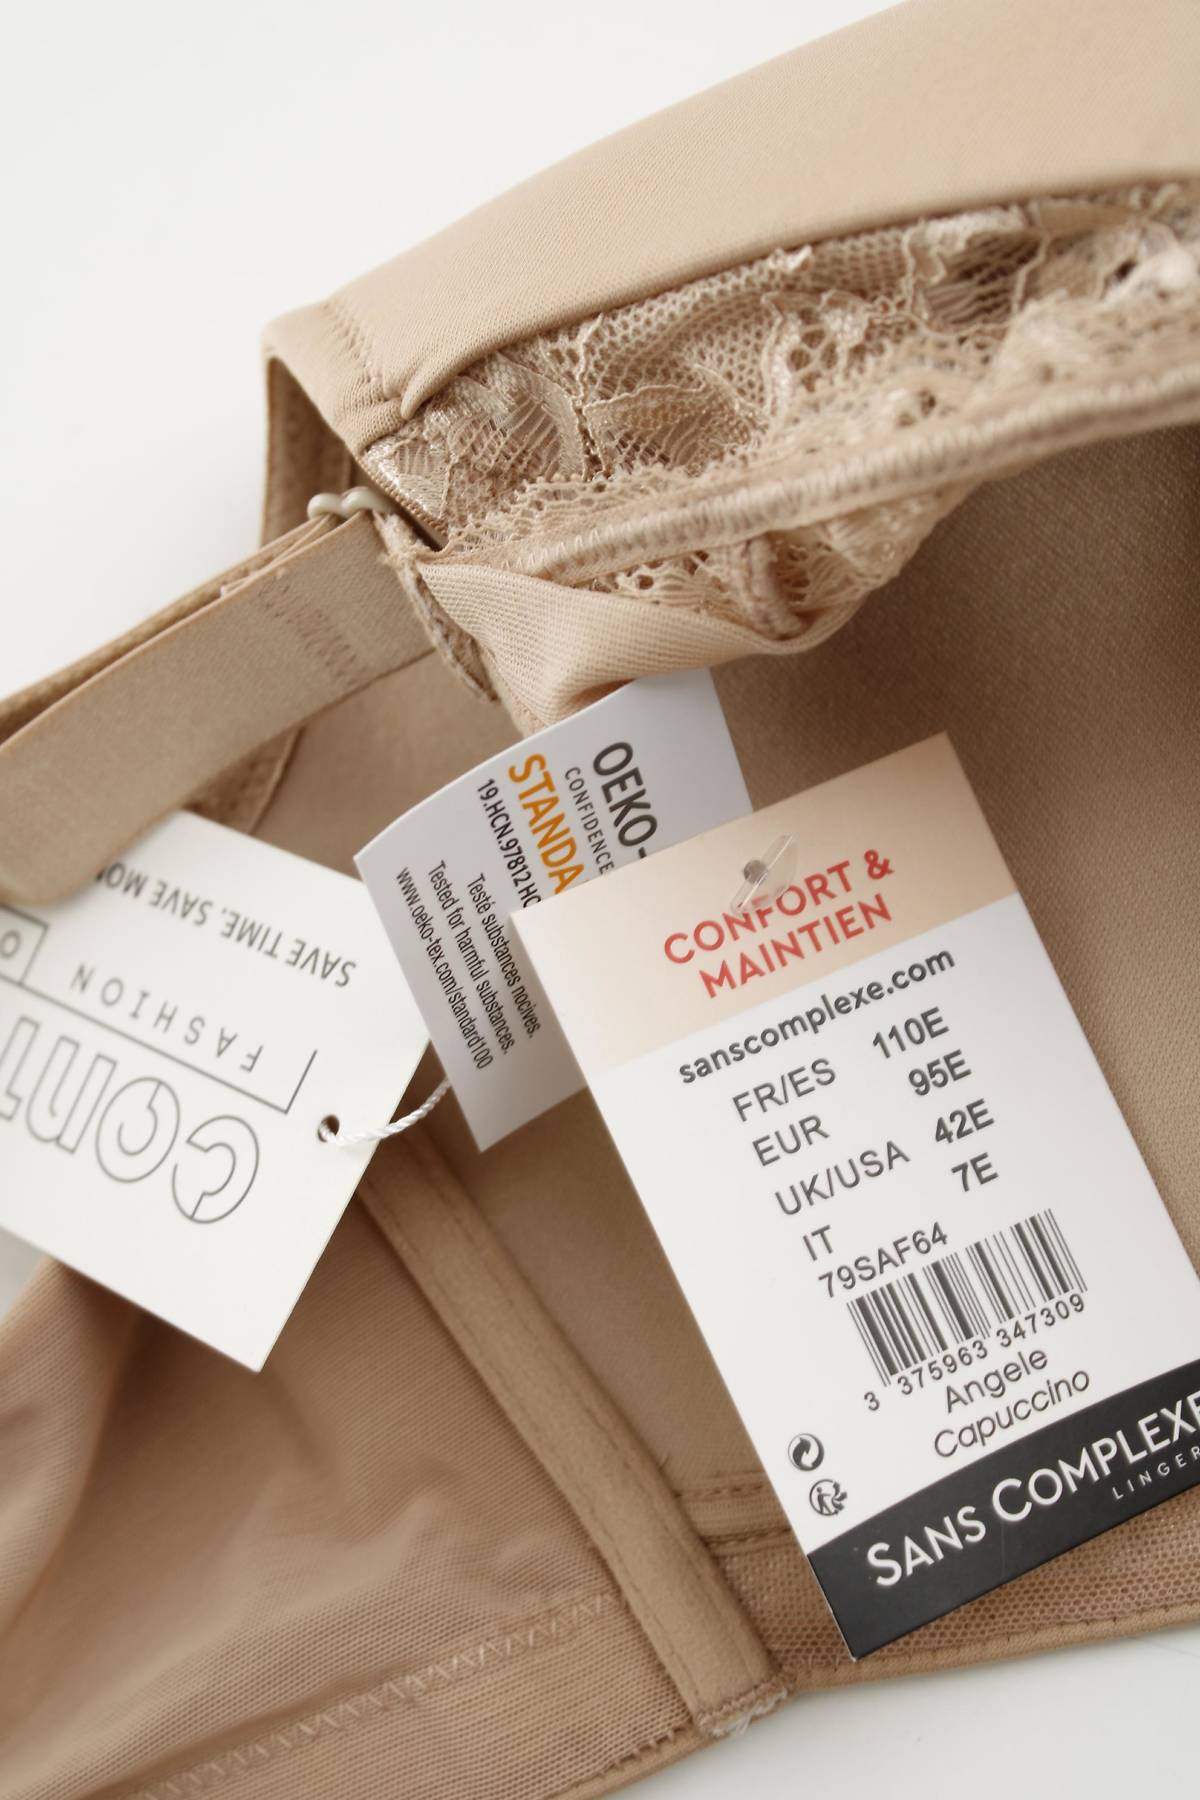 CONFORT &
MAINTIEN
sanscomplexe.com
FR/ES 110E
EUR 95E
UK/USA 42E
IT 7E
79SAF64
3 375963 347309
Angele
Capuccino
SANS COMPLEXE
OEKO-
CONFIDENCE
STANDA
19.HCN.97812 HO
Testé substances nocives.
Tested for harmful substances.
www.oeko-tex.com/standard100
SAVE TIME. SAVE
FASHION